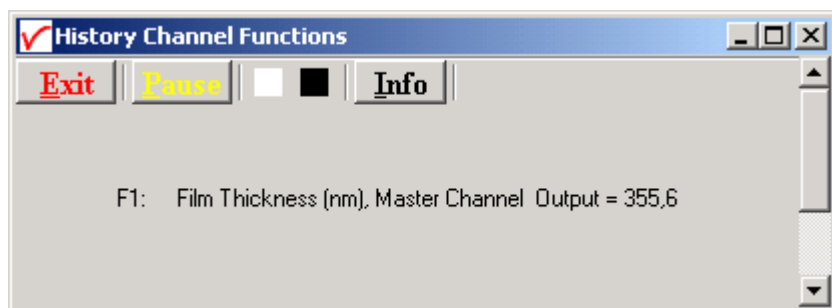 History Channel Functions
Exit Pause Info
F1: Film Thickness (nm), Master Channel Output = 355,6